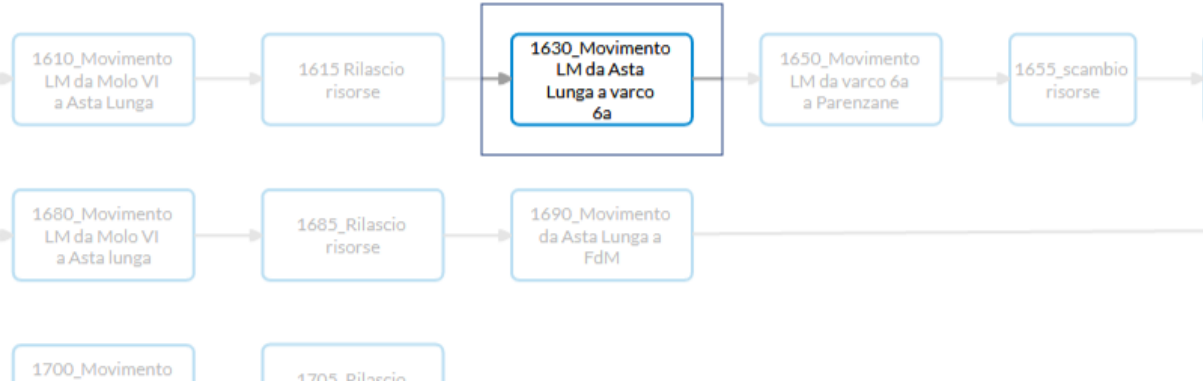 1610_Movimento
LM da Molo VI
a Asta Lunga
1615 Rilascio
risorse
1630_Movimento
LM da Asta
Lunga a varco
6a
1650_Movimento
LM da varco 6a
a Parenzane
1655_scambio
risorse
1680_Movimento
LM da Molo VI
a Asta lunga
1685_Rilascio
risorse
1690_Movimento
da Asta Lunga a
FdM
1700_Movimento
1705_Rilascio